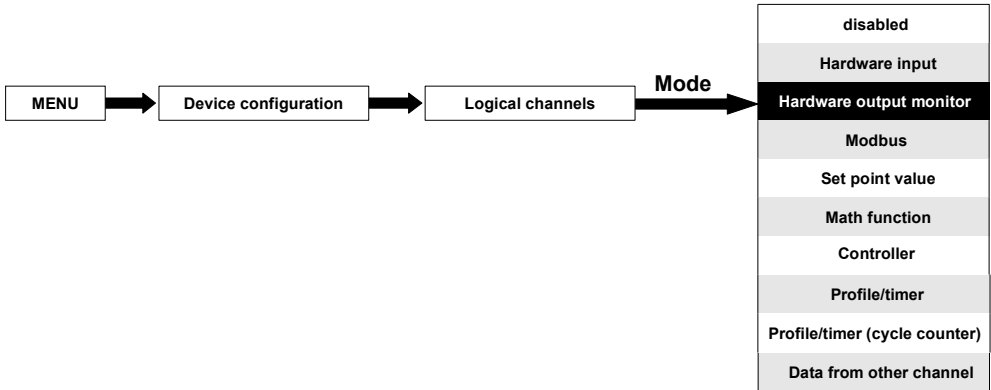 MENU
Device configuration
Logical channels
Mode
disabled
Hardware input
Hardware output monitor
Modbus
Set point value
Math function
Controller
Profile/timer
Profile/timer (cycle counter)
Data from other channel